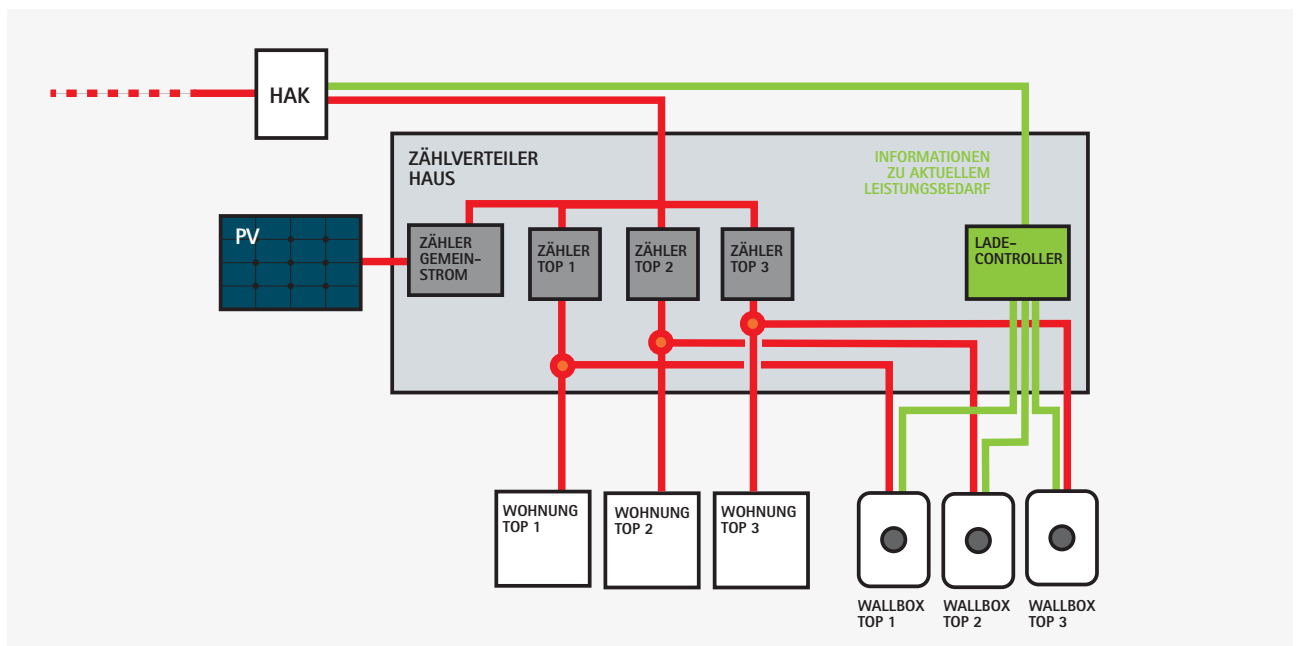 HAK
ZÄHLVERTEILER
HAUS
INFORMATIONEN
ZU AKTUELLEM
LEISTUNGSBEDARF
PV
ZÄHLER
GEMEIN-
STROM
ZÄHLER
TOP 1
ZÄHLER
TOP 2
ZÄHLER
TOP 3
LADE-
CONTROLLER
WOHNUNG
TOP 1
WOHNUNG
TOP 2
WOHNUNG
TOP 3
WALLBOX
TOP 1
WALLBOX
TOP 2
WALLBOX
TOP 3